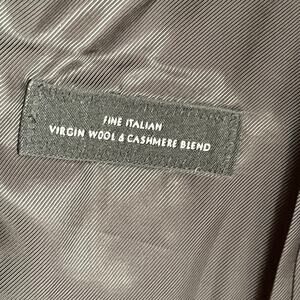 FINE ITALIAN
VIRGIN WOOL & CASHMERE BLEND